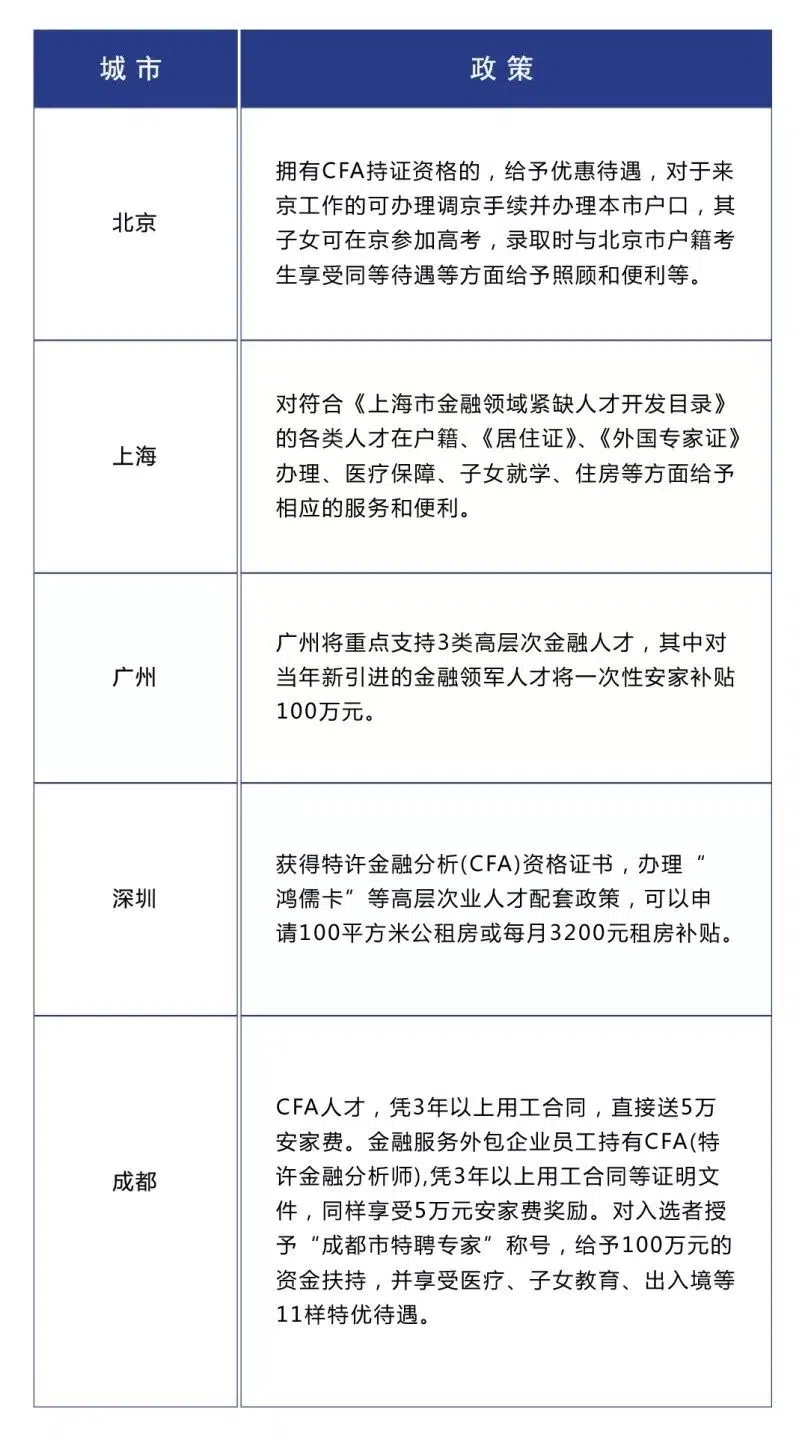 城市
政策
北京
拥有CFA持证资格的，给予优惠待遇，对于来
京工作的可办理调京手续并办理本市户口，其
子女可在京参加高考，录取时与北京市户籍考
生享受同等待遇等方面给予照顾和便利等。
上海
对符合《上海市金融领域紧缺人才开发目录》
的各类人才在户籍、《居住证》、《外国专家证》
办理、医疗保障、子女就学、住房等方面给予
相应的服务和便利。
广州
广州将重点支持3类高层次金融人才，其中对
当年新引进的金融领军人才将一次性安家补贴
100万元。
深圳
获得特许金融分析(CFA)资格证书，办理“
鸿儒卡”等高层次业人才配套政策，可以申
请100平方米公租房或每月3200元租房补贴。
成都
CFA人才，凭3年以上用工合同，直接送5万
安家费。金融服务外包企业员工持有CFA(特
许金融分析师),凭3年以上用工合同等证明文
件，同样享受5万元安家费奖励。对入选者授
予“成都市特聘专家”称号，给予100万元的
资金扶持，并享受医疗、子女教育、出入境等
11样特优待遇。